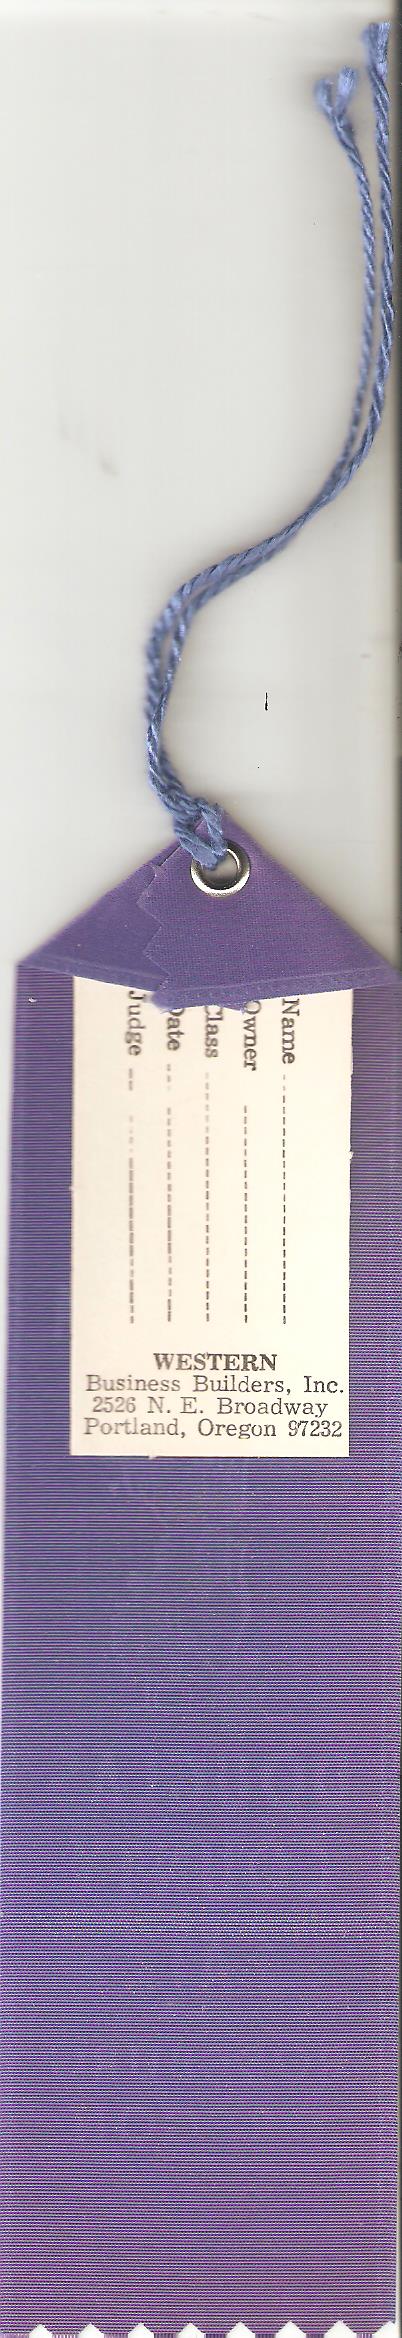 Name
Owner
Class
Date
Judge
WESTERN
Business Builders, Inc.
2526 N. E. Broadway
Portland, Oregon 97232